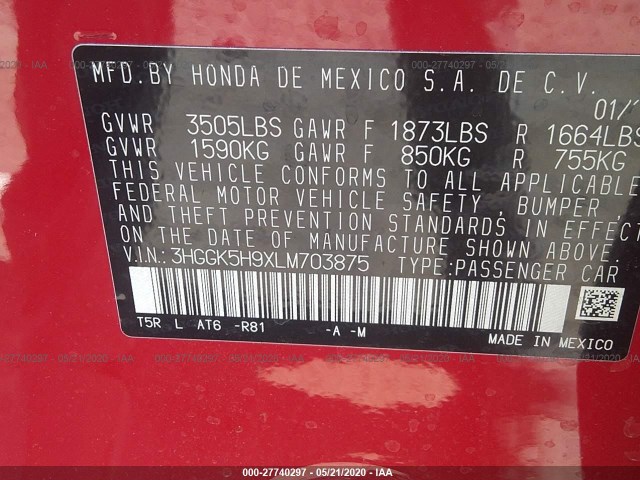 MFD. BY HONDA DE MEXICO S.A. DE C.V.
01/
GVWR 3505LBS GAWR F 1873LBS R 1664LBS
GVWR 1590KG GAWR F 850KG R 755KG
THIS VEHICLE CONFORMS TO ALL APPLICABLE
FEDERAL MOTOR VEHICLE SAFETY, BUMPER
AND THEFT PREVENTION STANDARDS IN EFFECT
ON THE DATE OF MANUFACTURE SHOWN ABOVE.
V.I.N.: 3HGGK5H9XLM703875 TYPE: PASSENGER CAR
T5R L AT6 -R81 -A -M
MADE IN MEXICO
000-27740297 - 05/21/2020 - IAA